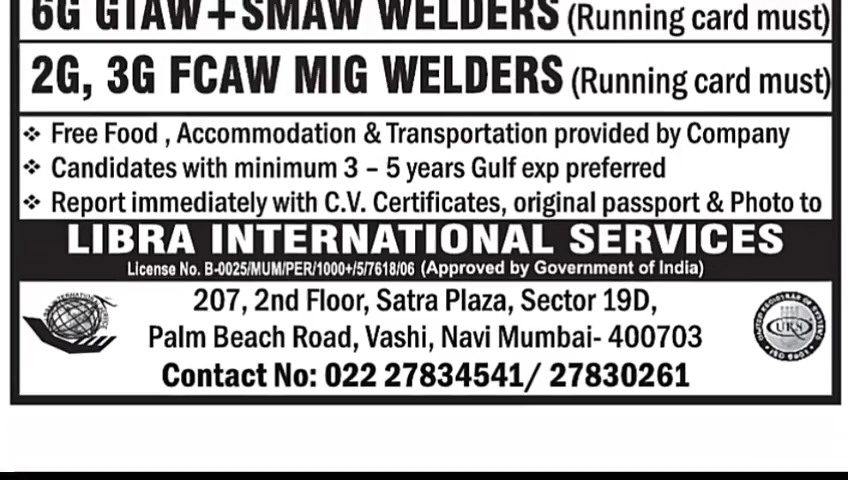 6G GTAW+SMAW WELDERS (Running card must)
2G, 3G FCAW MIG WELDERS (Running card must)
❖ Free Food , Accommodation & Transportation provided by Company
❖ Candidates with minimum 3 – 5 years Gulf exp preferred
❖ Report immediately with C.V. Certificates, original passport & Photo to
LIBRA INTERNATIONAL SERVICES
License No. B-0025/MUM/PER/1000+/5/7618/06 (Approved by Government of India)
207, 2nd Floor, Satra Plaza, Sector 19D,
Palm Beach Road, Vashi, Navi Mumbai- 400703
Contact No: 022 27834541/ 27830261
URS
ISO 9001